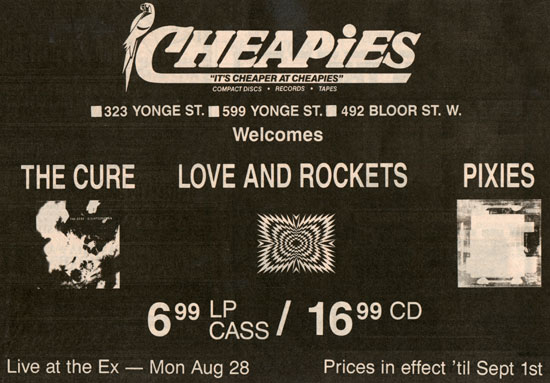 CHEAPiES
"IT'S CHEAPER AT CHEAPIES"
COMPACT DISCS • RECORDS • TAPES
■ 323 YONGE ST. ■ 599 YONGE ST. ■ 492 BLOOR ST. W.
Welcomes
THE CURE LOVE AND ROCKETS PIXIES
6 99 LP CASS / 16 99 CD
Live at the Ex — Mon Aug 28 Prices in effect 'til Sept 1st